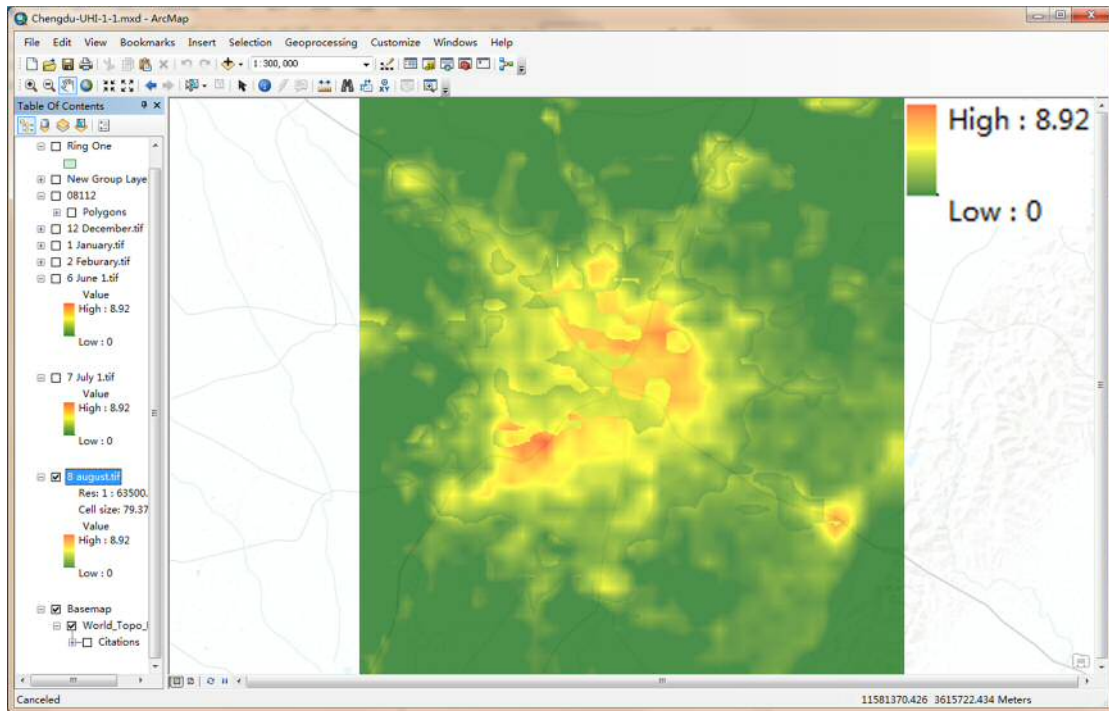 Chengdu-UHI-1-1.mxd - ArcMap
File Edit View Bookmarks Insert Selection Geoprocessing Customize Windows Help
1:300,000
Table Of Contents
Ring One
New Group Laye
08112
Polygons
12 December.tif
1 January.tif
2 Feburary.tif
6 June 1.tif
Value
High : 8.92
Low : 0
7 July 1.tif
Value
High : 8.92
Low : 0
8 august.tif
Res: 1 : 63500.
Cell size: 79.37
Value
High : 8.92
Low : 0
Basemap
World_Topo_
Citations
High : 8.92
Low : 0
Canceled
11581370.426 3615722.434 Meters